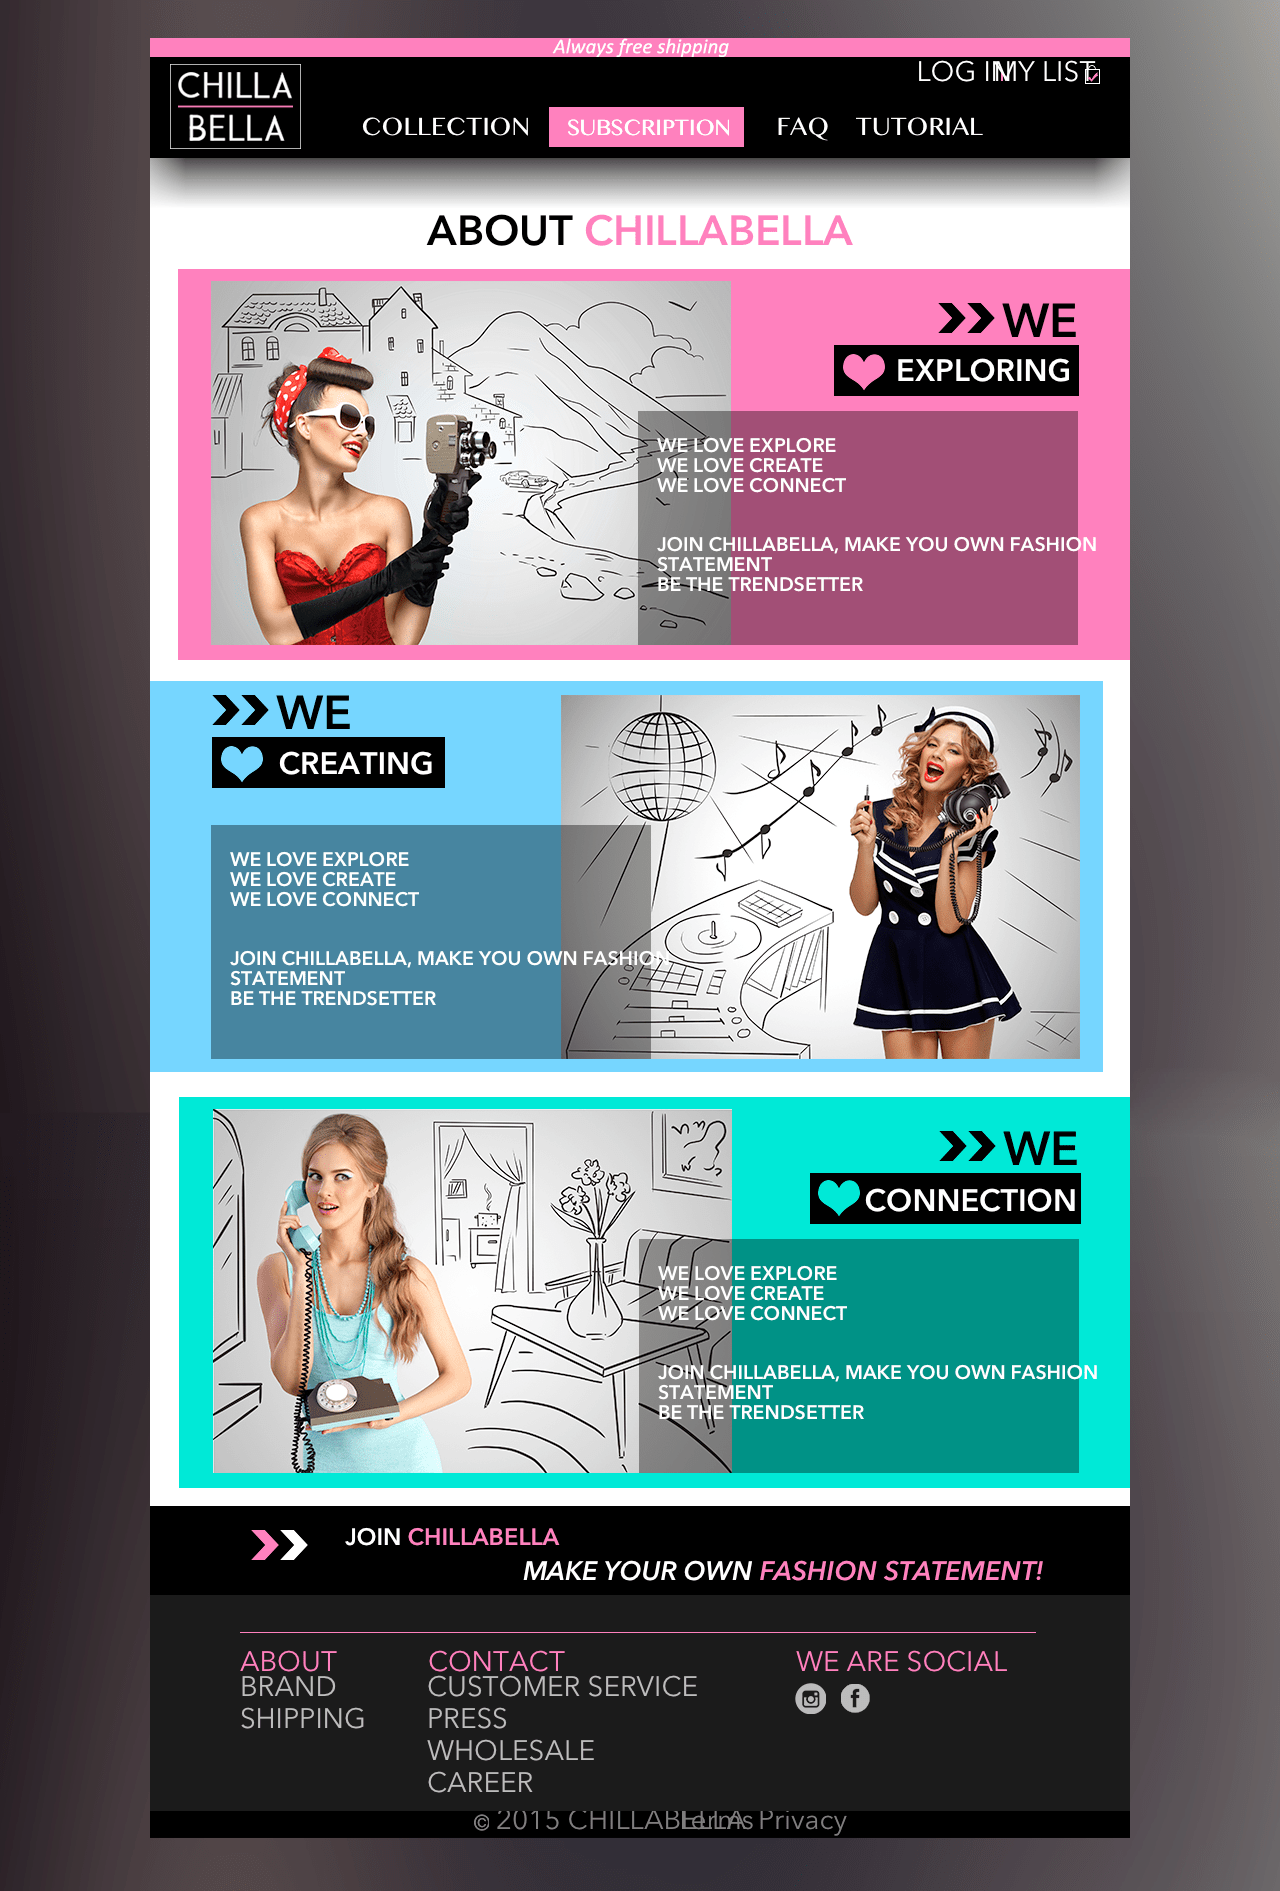 Always free shipping
CHILLA
BELLA
LOG IN
MY LIST
COLLECTION
SUBSCRIPTION
FAQ
TUTORIAL
ABOUT CHILLABELLA
WE
EXPLORING
WE LOVE EXPLORE
WE LOVE CREATE
WE LOVE CONNECT
JOIN CHILLABELLA, MAKE YOU OWN FASHION
STATEMENT
BE THE TRENDSETTER
WE
CREATING
WE LOVE EXPLORE
WE LOVE CREATE
WE LOVE CONNECT
JOIN CHILLABELLA, MAKE YOU OWN FASHION
STATEMENT
BE THE TRENDSETTER
WE
CONNECTION
WE LOVE EXPLORE
WE LOVE CREATE
WE LOVE CONNECT
JOIN CHILLABELLA, MAKE YOU OWN FASHION
STATEMENT
BE THE TRENDSETTER
JOIN CHILLABELLA
MAKE YOUR OWN FASHION STATEMENT!
ABOUT
BRAND
SHIPPING
CONTACT
CUSTOMER SERVICE
PRESS
WHOLESALE
CAREER
WE ARE SOCIAL
© 2015 CHILLABELLA
Terms
Privacy